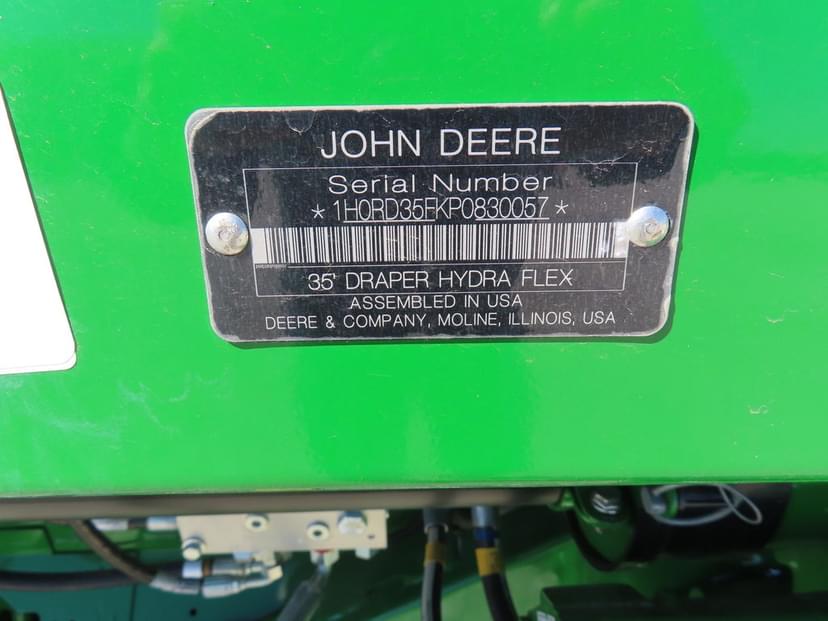 JOHN DEERE
Serial Number
*1H0RD35FKP0830057*
35' DRAPER HYDRA FLEX
ASSEMBLED IN USA
DEERE & COMPANY, MOLINE, ILLINOIS, USA